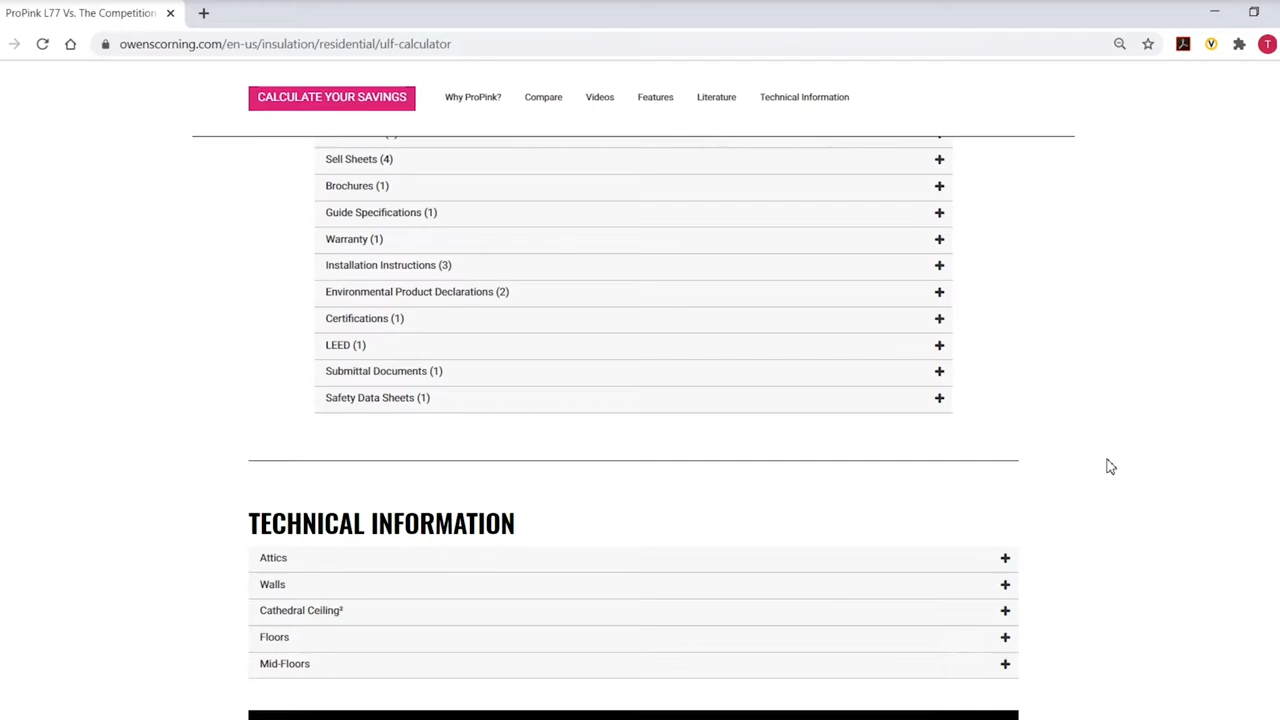 ProPink L77 Vs. The Competition
owenscorning.com/en-us/insulation/residential/ulf-calculator
T
CALCULATE YOUR SAVINGS
Why ProPink?
Compare
Videos
Features
Literature
Technical Information
Sell Sheets (4)
Brochures (1)
Guide Specifications (1)
Warranty (1)
Installation Instructions (3)
Environmental Product Declarations (2)
Certifications (1)
LEED (1)
Submittal Documents (1)
Safety Data Sheets (1)
TECHNICAL INFORMATION
Attics
Walls
Cathedral Ceiling²
Floors
Mid-Floors